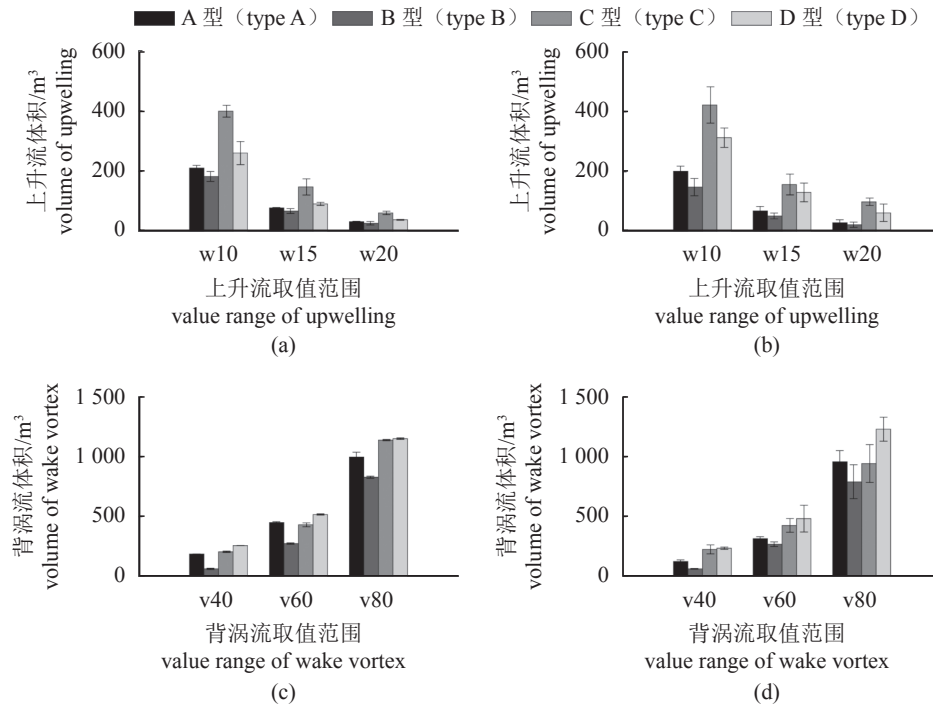 A 型（type A） B 型（type B） C 型（type C） D 型（type D）
(a)
上升流体积/m³
volume of upwelling
600
400
200
0
w10 w15 w20
上升流取值范围
value range of upwelling
(a)
上升流体积/m³
volume of upwelling
600
400
200
0
w10 w15 w20
上升流取值范围
value range of upwelling
(b)
背涡流体积/m³
volume of wake vortex
1 500
1 000
500
0
v40 v60 v80
背涡流取值范围
value range of wake vortex
(c)
背涡流体积/m³
volume of wake vortex
1 500
1 000
500
0
v40 v60 v80
背涡流取值范围
value range of wake vortex
(d)